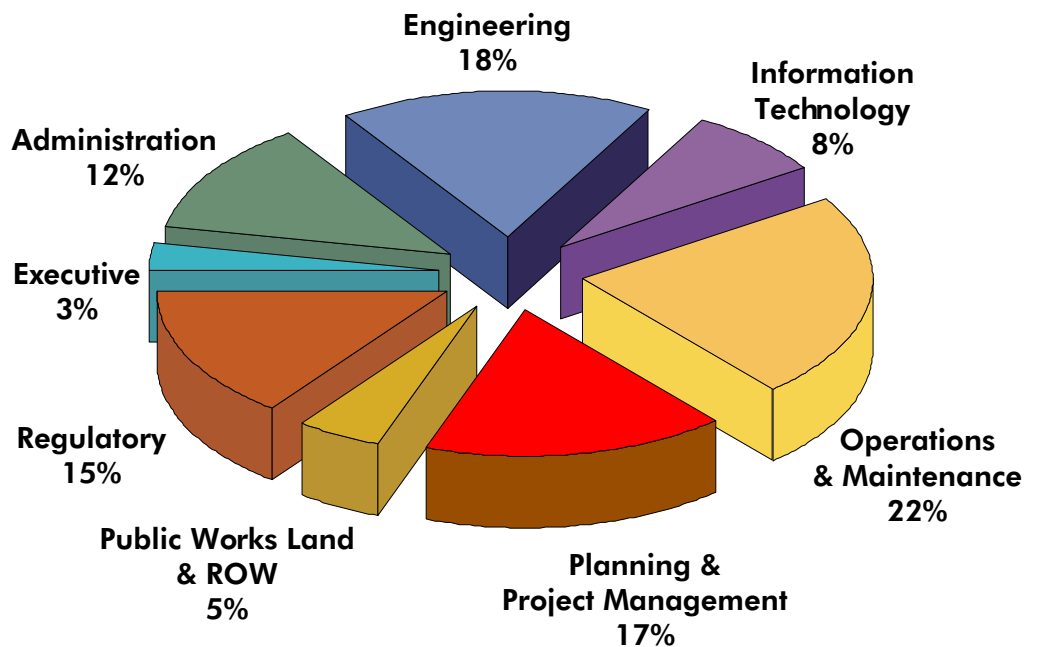 Engineering
18%
Information
Technology
8%
Administration
12%
Executive
3%
Regulatory
15%
Operations
& Maintenance
22%
Public Works Land
& ROW
5%
Planning &
Project Management
17%